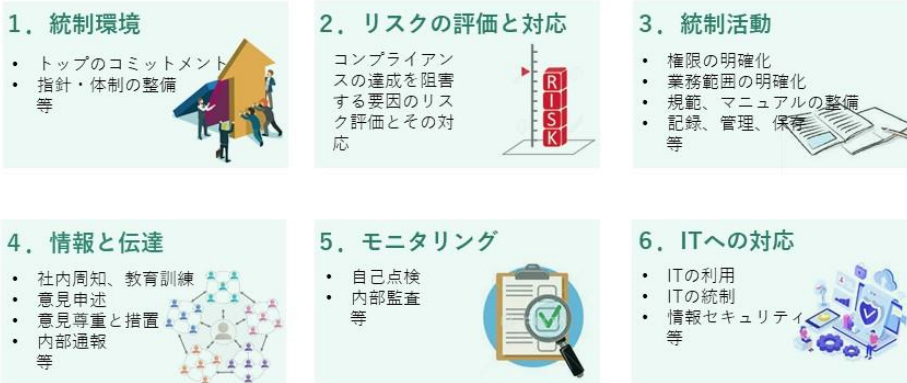 1．統制環境
• トップのコミットメント
• 指針・体制の整備
等
2．リスクの評価と対応
コンプライアン
スの達成を阻害
する要因のリス
ク評価とその対
応
RISK
3．統制活動
• 権限の明確化
• 業務範囲の明確化
• 規範、マニュアルの整備
• 記録、管理、保存
等
4．情報と伝達
• 社内周知、教育訓練
• 意見申述
• 意見尊重と措置
• 内部通報
等
5．モニタリング
• 自己点検
• 内部監査
等
6．ITへの対応
• ITの利用
• ITの統制
• 情報セキュリティ
等